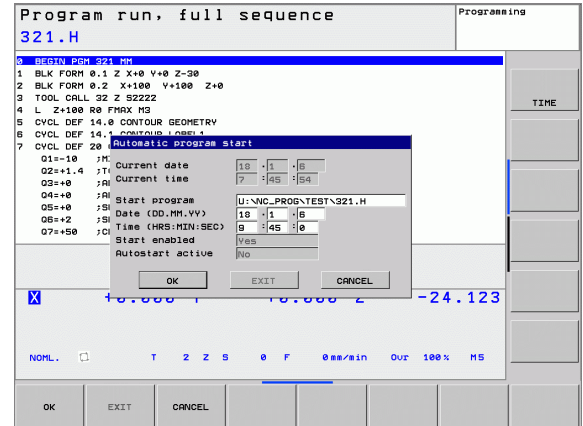 Program run, full sequence
Programming
321.H
0 BEGIN PGM 321 MM
1 BLK FORM 0.1 Z X+0 Y+0 Z-30
2 BLK FORM 0.2 X+100 Y+100 Z+0
3 TOOL CALL 32 Z S2222
4 L Z+100 R0 FMAX M3
5 CYCL DEF 14.0 CONTOUR GEOMETRY
6 CYCL DEF 14.1 CONTOUR LABEL1
7 CYCL DEF 20
Q1=-10
Q2=+1.4
Q3=+0
Q4=+0
Q5=+0
Q6=+2
Q7=+50
TIME
Automatic program start
Current date 18 . 1 . 6
Current time 7 : 45 : 54
Start program U:\NC_PROG\TEST\321.H
Date (DD.MM.YY) 18 . 1 . 6
Time (HRS:MIN:SEC) 9 : 45 : 0
Start enabled Yes
Autostart active No
OK EXIT CANCEL
X Z -24.123
NOML. T 2 Z S 0 F 0mm/min Ovr 100% M5
OK EXIT CANCEL